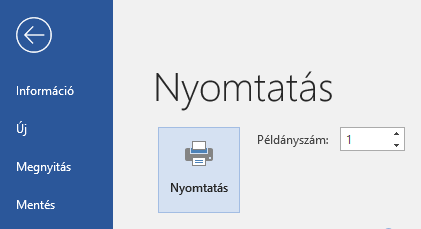 Nyomtatás
Információ
Új
Megnyitás
Mentés
Nyomtatás
Példányszám: 1